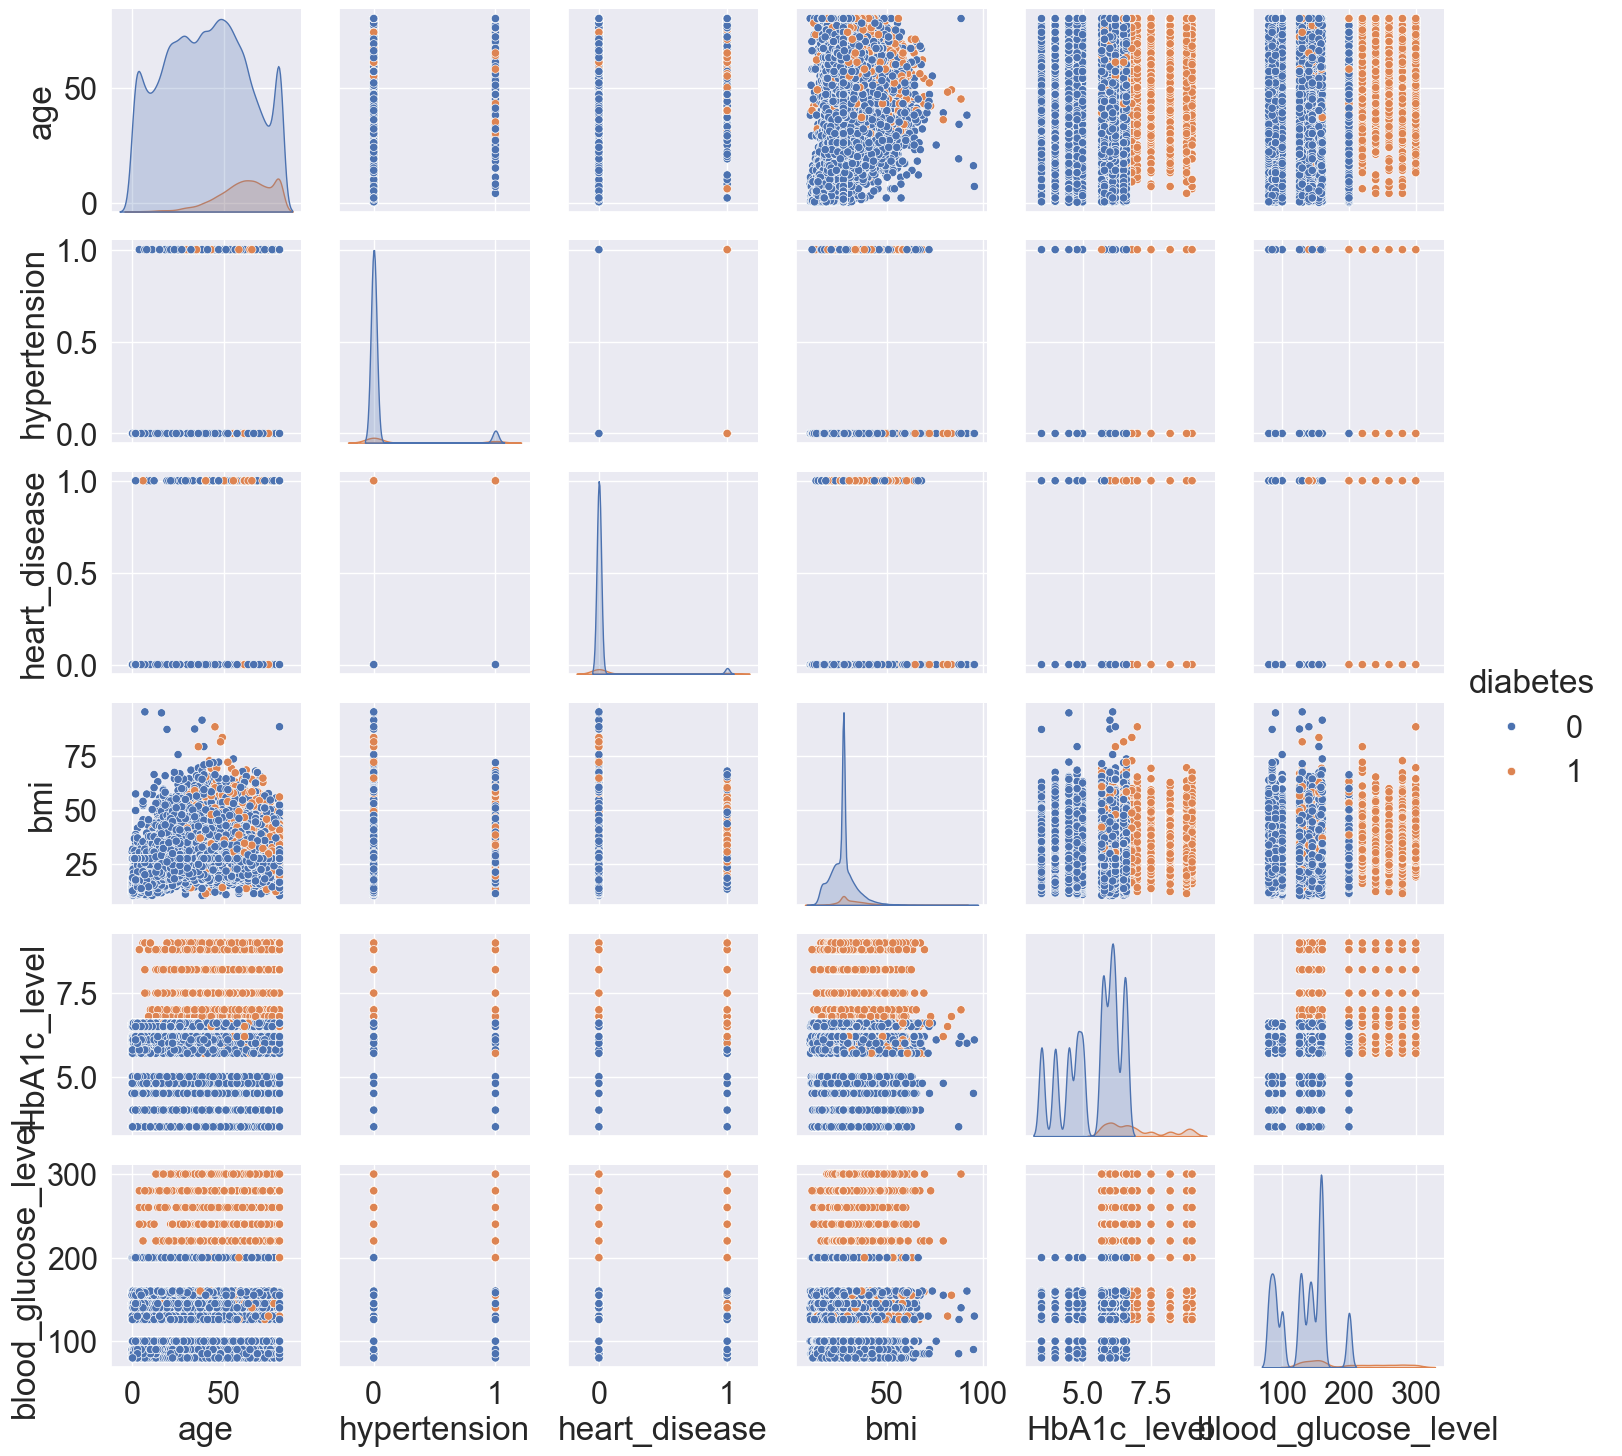 age
50
0
hypertension
1.0
0.5
0.0
heart_disease
1.0
0.5
0.0
diabetes
0
1
bmi
75
50
25
HbA1c_level
7.5
5.0
blood_glucose_level
300
200
100
0 50
0 1
0 1
50 100
5.0 7.5
100 200 300
age
hypertension
heart_disease
bmi
HbA1c_level
blood_glucose_level